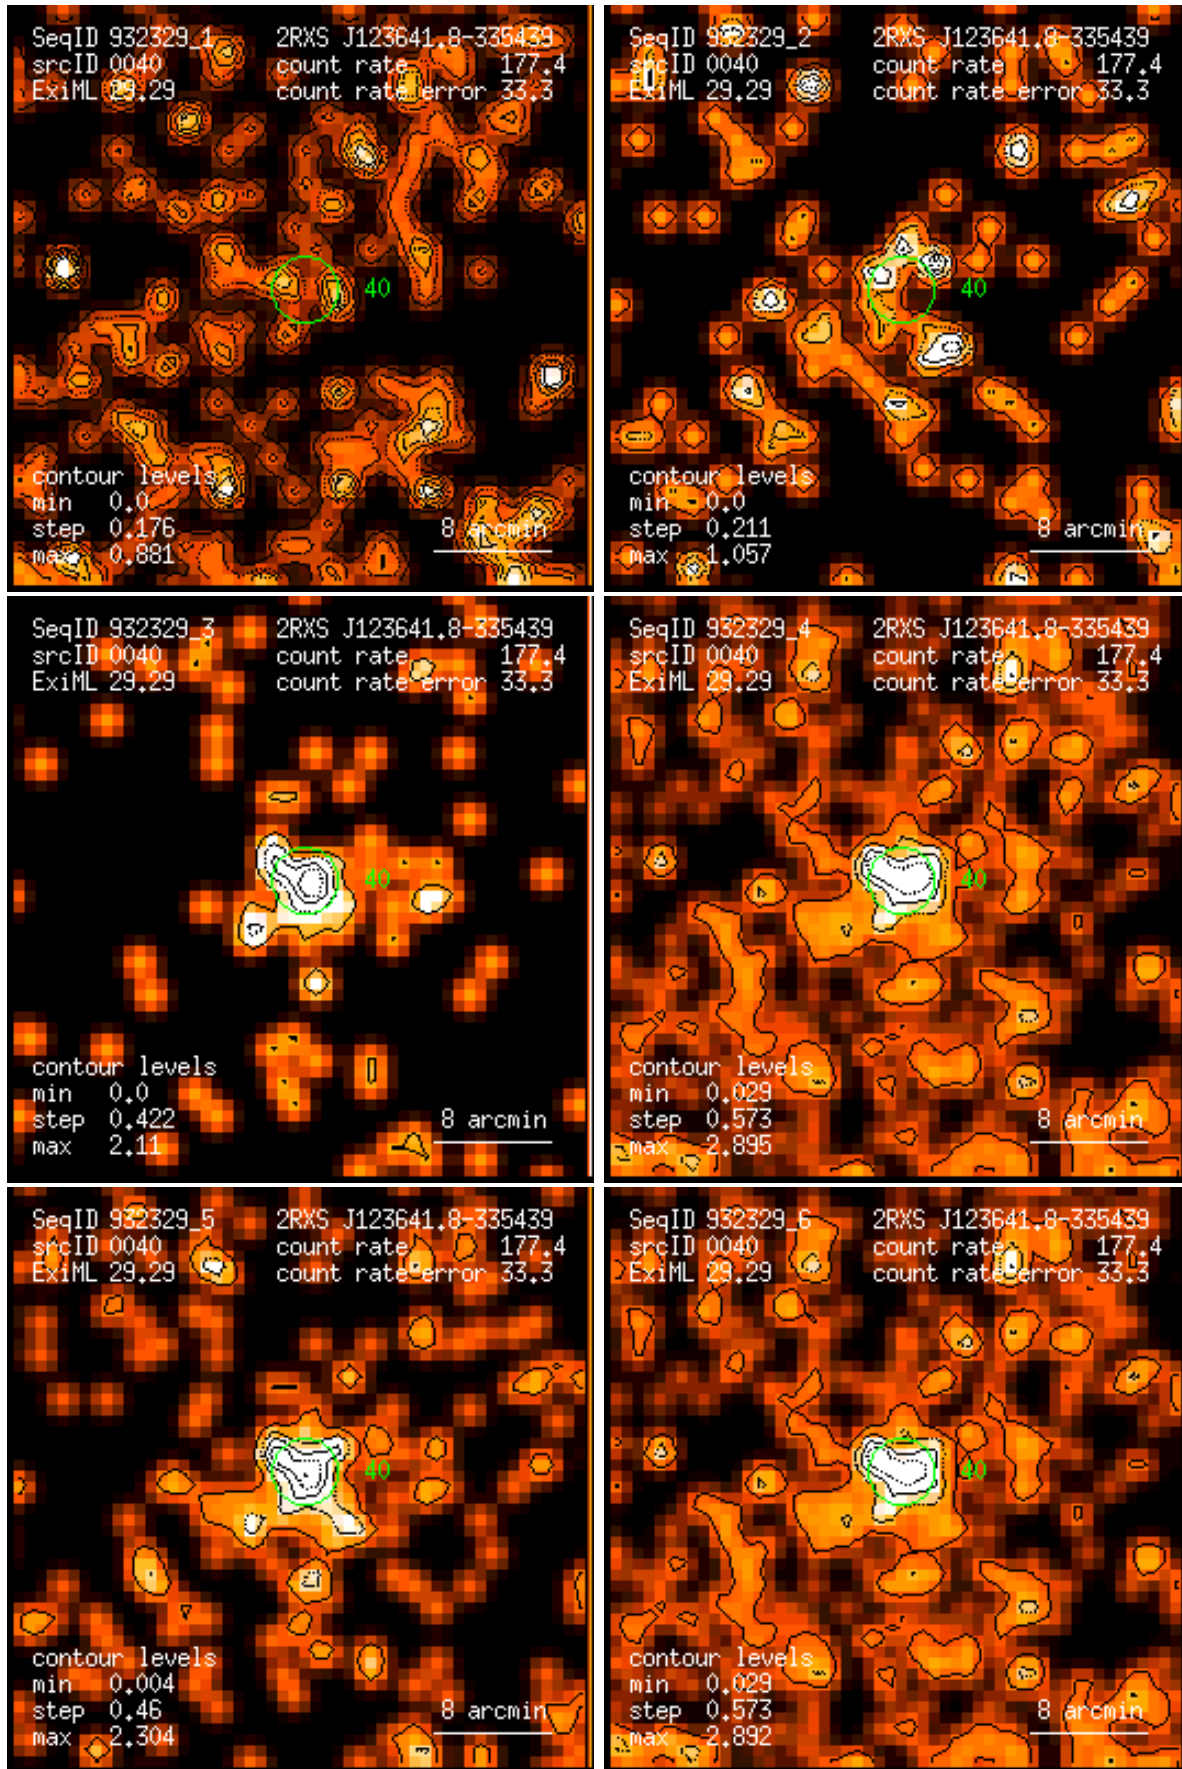 SeqID 932329_1 2RXS J123641.8-335439
srcID 0040 count rate 177.4
ExiML 29.29 count rate error 33.3
40
contour levels
min 0.0
step 0.176 8 arcmin
max 0.881
SeqID 932329_2 2RXS J123641.8-335439
srcID 0040 count rate 177.4
ExiML 29.29 count rate error 33.3
40
contour levels
min 0.0
step 0.211 8 arcmin
max 1.057
SeqID 932329_3 2RXS J123641.8-335439
srcID 0040 count rate 177.4
ExiML 29.29 count rate error 33.3
40
contour levels
min 0.0
step 0.422 8 arcmin
max 2.11
SeqID 932329_4 2RXS J123641.8-335439
srcID 0040 count rate 177.4
ExiML 29.29 count rate error 33.3
40
contour levels
min 0.029
step 0.573 8 arcmin
max 2.895
SeqID 932329_5 2RXS J123641.8-335439
srcID 0040 count rate 177.4
ExiML 29.29 count rate error 33.3
40
contour levels
min 0.004
step 0.46 8 arcmin
max 2.304
SeqID 932329_6 2RXS J123641.8-335439
srcID 0040 count rate 177.4
ExiML 29.29 count rate error 33.3
40
contour levels
min 0.029
step 0.573 8 arcmin
max 2.892